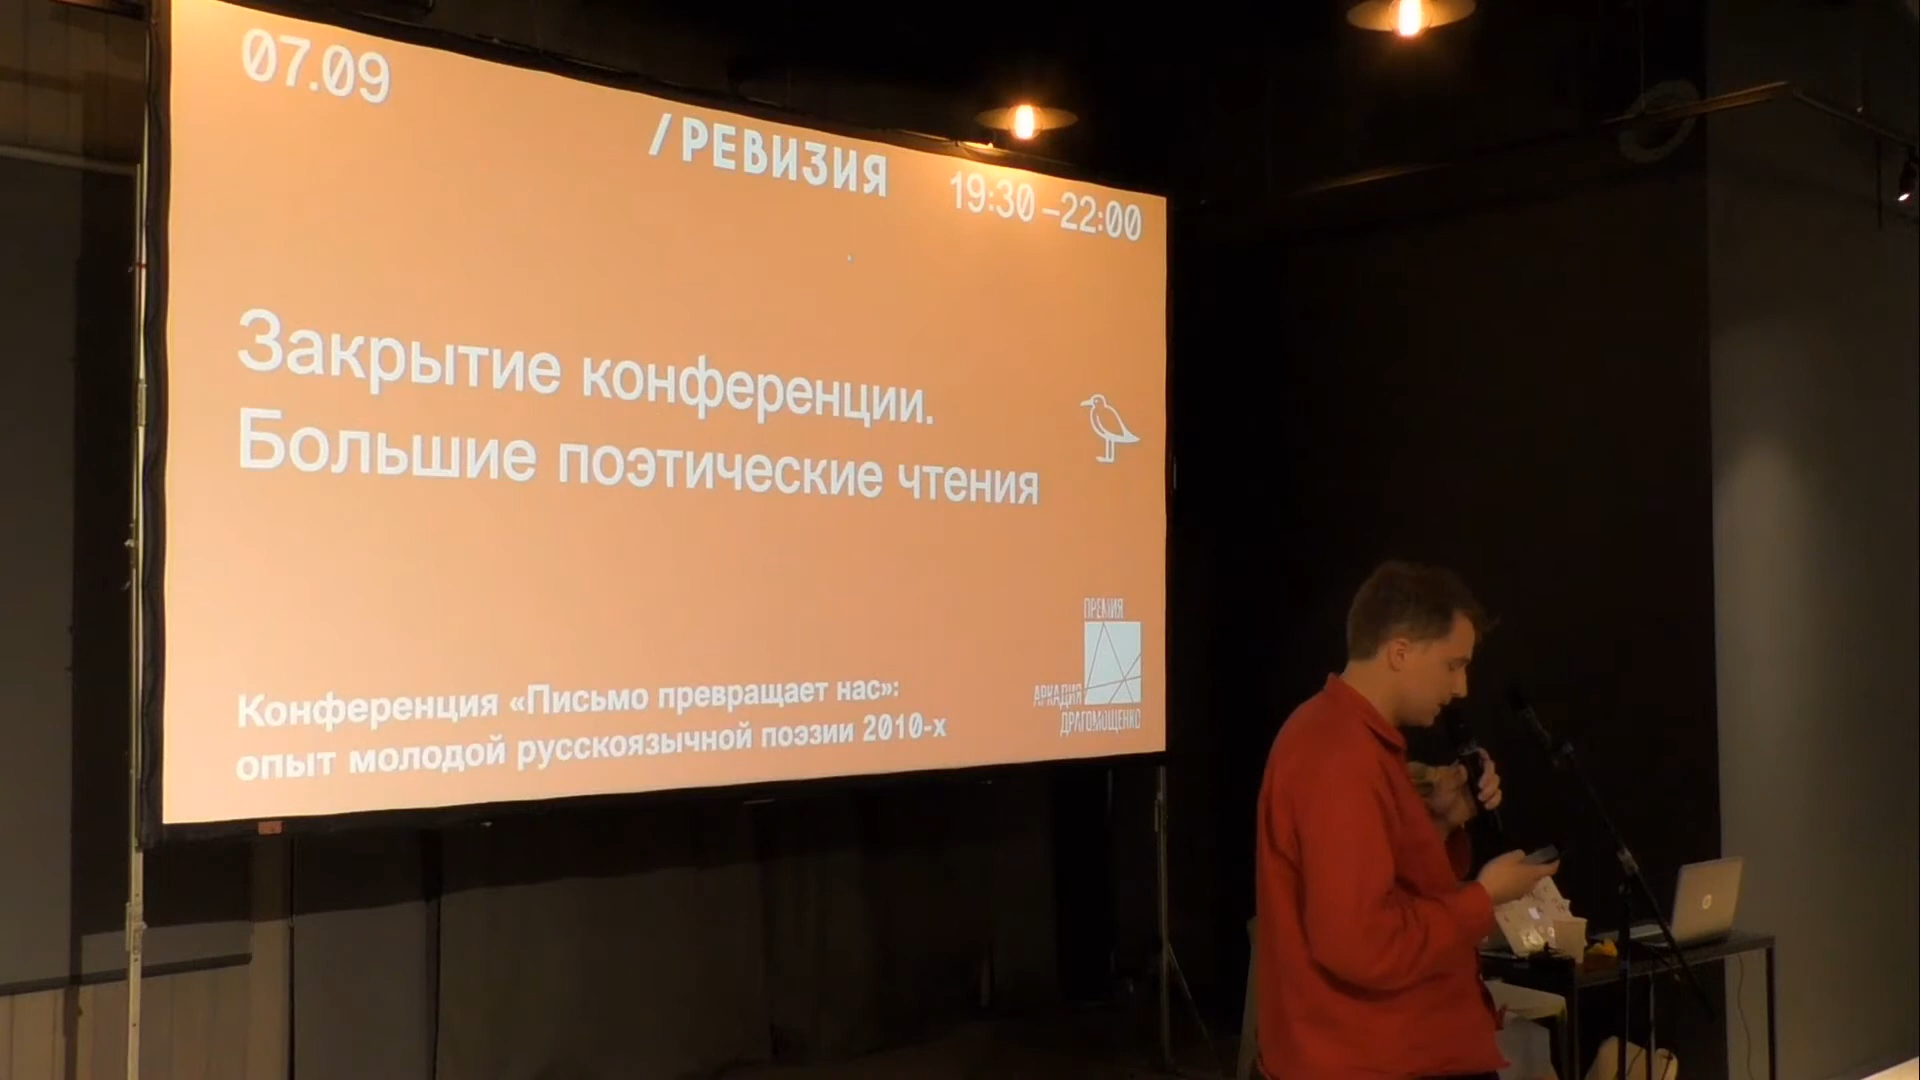 07.09
/РЕВИЗИЯ
19:30–22:00
Закрытие конференции.
Большие поэтические чтения
ПРЕМИЯ
АРКАДИЯ
ДРАГОМОЩЕНКО
Конференция «Письмо превращает нас»:
опыт молодой русскоязычной поэзии 2010-х
hp